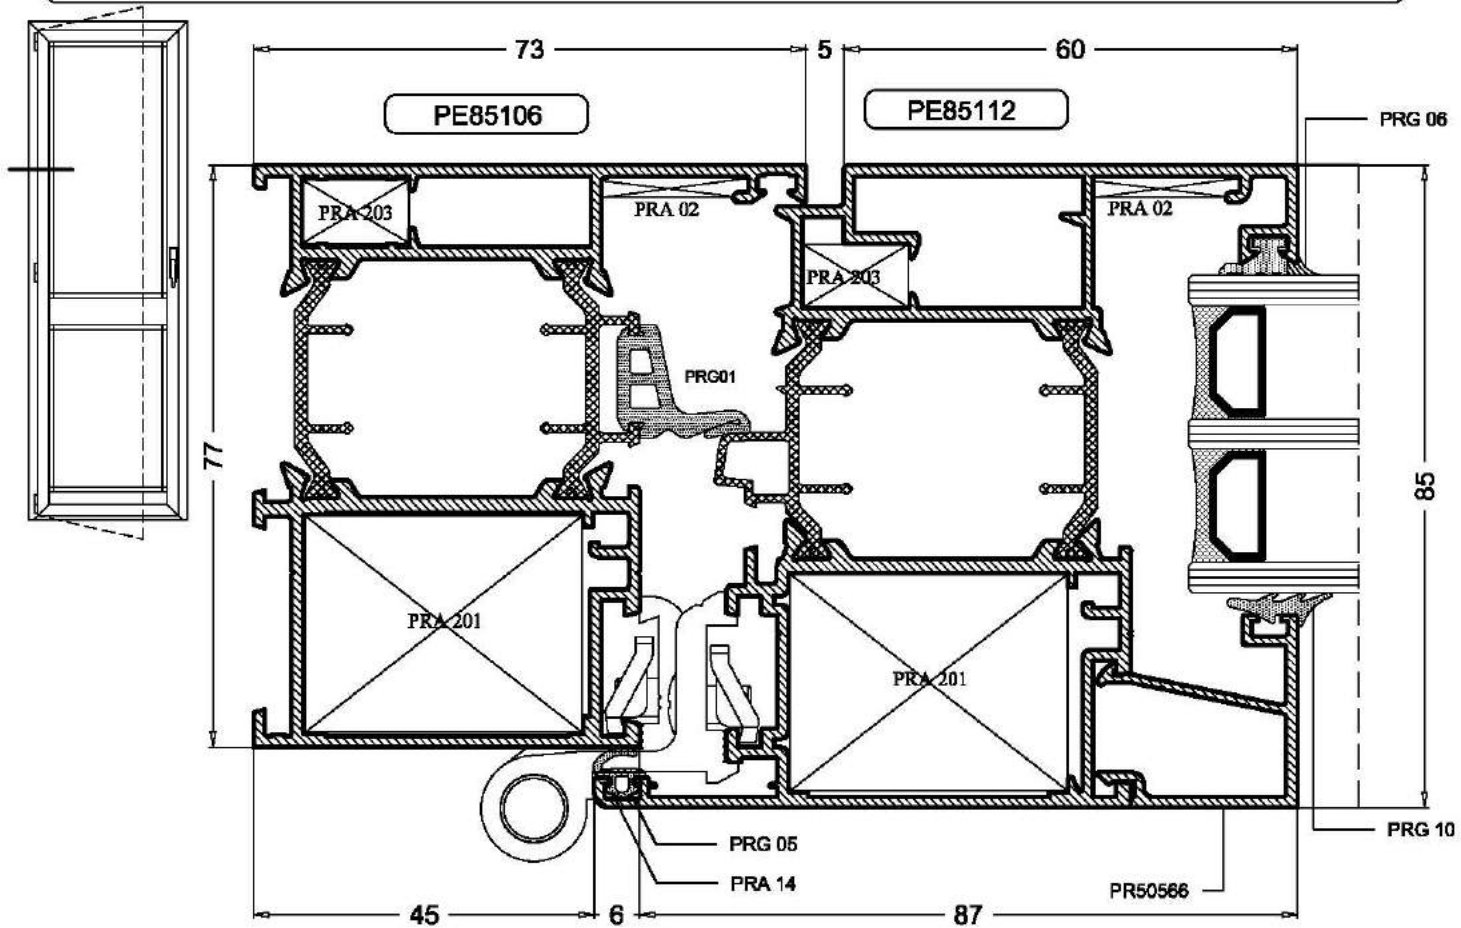 73
5
60
PE85106
PE85112
PRG 06
PRA 203
PRA 02
PRA 02
PRA 203
PRG01
77
85
PRA 201
PRA 201
PRG 05
PRG 10
PRA 14
PR50566
45
6
87